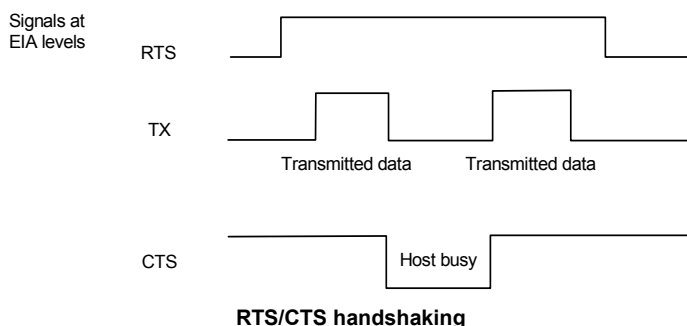 Signals at
EIA levels
RTS
TX
Transmitted data Transmitted data
CTS
Host busy
RTS/CTS handshaking